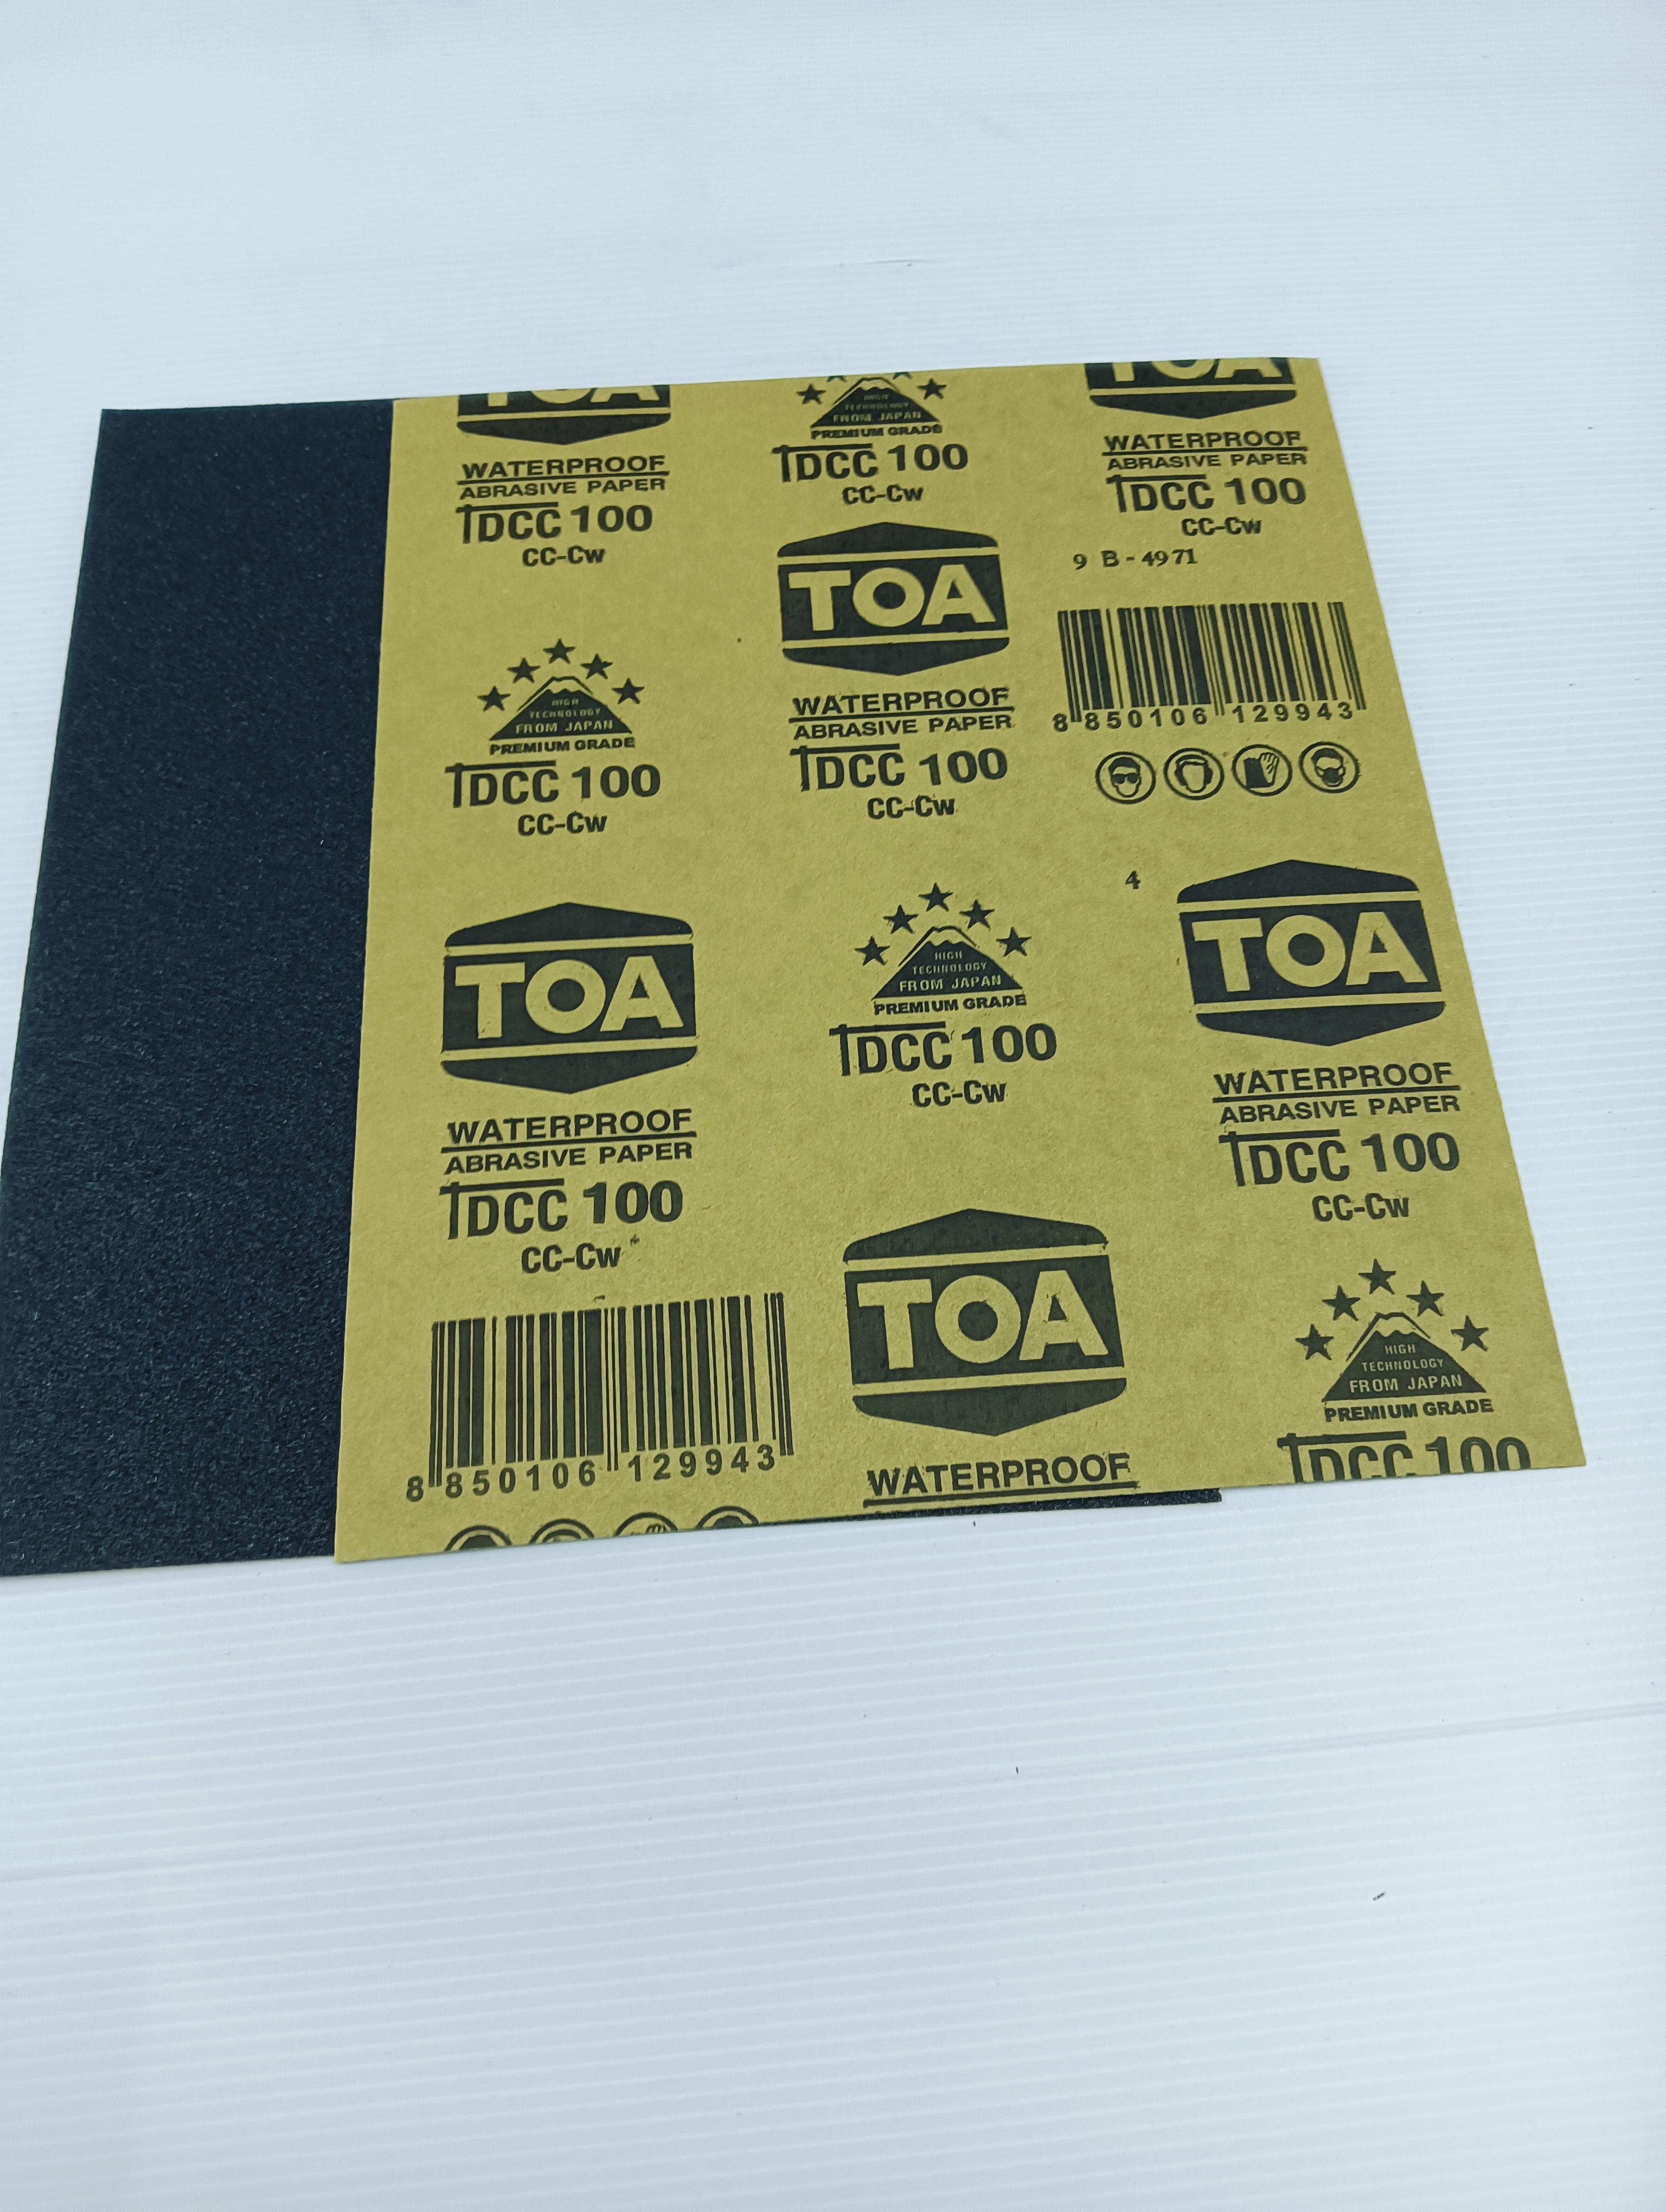 TOA
WATERPROOF
ABRASIVE PAPER
TDCC 100
CC-Cw
HIGH
TECHNOLOGY
FROM JAPAN
PREMIUM GRADE
TDCC 100
CC-Cw
TOA
WATERPROOF
ABRASIVE PAPER
TDCC 100
CC-Cw
8 850106 129943
HIGH
TECHNOLOGY
FROM JAPAN
PREMIUM GRADE
TDCC 100
CC-Cw
TOA
WATERPROOF
ABRASIVE PAPER
TDCC 100
CC-Cw
HIGH
TECHNOLOGY
FROM JAPAN
PREMIUM GRADE
TDCC 100
CC-Cw
TOA
WATERPROOF
TOA
WATERPROOF
ABRASIVE PAPER
TDCC 100
CC-Cw
9 B-4971
8 850106 129943
4
TOA
WATERPROOF
ABRASIVE PAPER
TDCC 100
CC-Cw
HIGH
TECHNOLOGY
FROM JAPAN
PREMIUM GRADE
TDCC 100